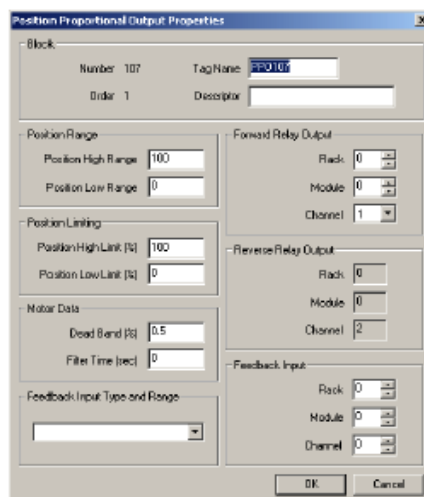 Position Proportional Output Properties
Block
Number 107
Tag Name PPO107
Order 1
Descriptor
Position Range
Position High Range 100
Position Low Range 0
Position Limiting
Position High Limit (%) 100
Position Low Limit (%) 0
Motor Data
Dead Band (%) 0.5
Filter Time (sec) 0
Feedback Input Type and Range
Forward Relay Output
Rack 0
Module 0
Channel 1
Reverse Relay Output
Rack 0
Module 0
Channel 2
Feedback Input
Rack 0
Module 0
Channel 0
OK
Cancel